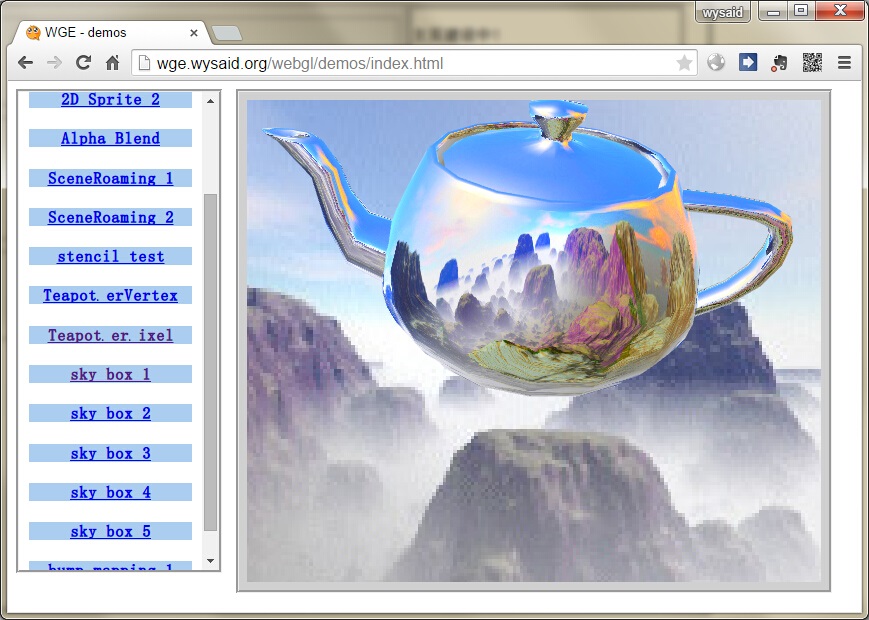 wysaid
WGE - demos
wge.wysaid.org/webgl/demos/index.html
2D Sprite 2
Alpha Blend
SceneRoaming 1
SceneRoaming 2
stencil test
Teapot. erVertex
Teapot. er. ixel
sky box 1
sky box 2
sky box 3
sky box 4
sky box 5
bump mapping 1